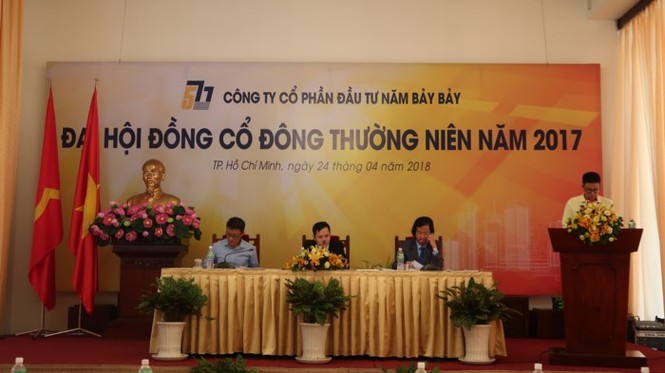 577 CÔNG TY CỔ PHẦN ĐẦU TƯ NĂM BẢY BẢY
ĐẠI HỘI ĐỒNG CỔ ĐÔNG THƯỜNG NIÊN NĂM 2017
TP. Hồ Chí Minh, ngày 24 tháng 04 năm 2018